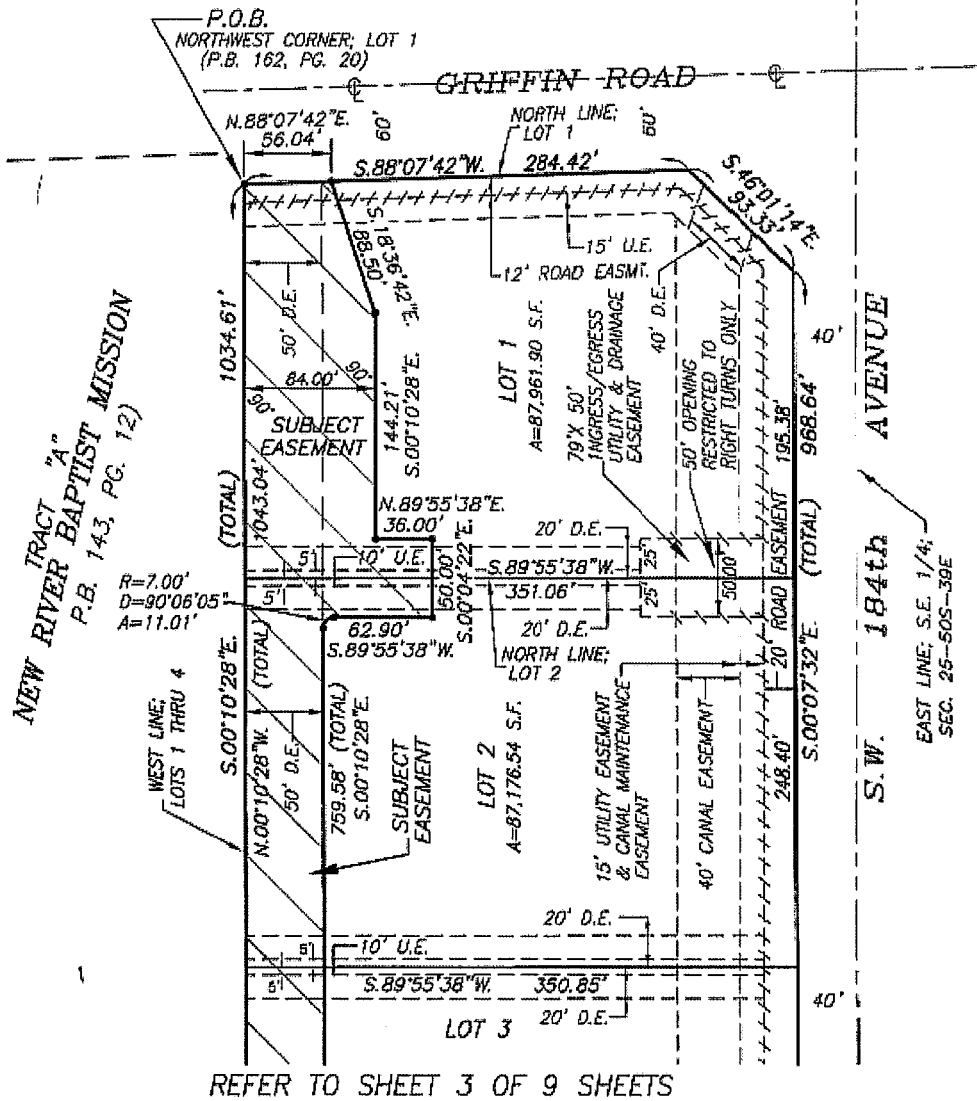 P.O.B.
NORTHWEST CORNER; LOT 1
(P.B. 162, PG. 20)
GRIFFIN ROAD
N.88°07'42"E.
56.04'
60'
NORTH LINE;
LOT 1
60'
S.88°07'42"W. 284.42'
S.46°01'14"E.
93.33'
S.18°36'42"E.
88.50'
15' U.E.
12' ROAD EASMT.
50' D.E.
40' D.E.
40'
1034.61'
84.00'
90'
90'
SUBJECT
EASEMENT
144.21'
S.00°10'28"E.
LOT 1
A=87,961.90 S.F.
79'X 50'
INGRESS/EGRESS
UTILITY & DRAINAGE
EASEMENT
50' OPENING
RESTRICTED TO
RIGHT TURNS ONLY
195.38'
968.64'
AVENUE
TRACT "A"
NEW RIVER BAPTIST MISSION
P.B. 143, PG. 12)
(TOTAL)
1043.04'
N.89°55'38"E.
36.00'
S.00°04'22"E.
50.00'
20' D.E.
5'
10' U.E.
5'
S.89°55'38"W.
351.06'
25'
25'
50.00'
20' ROAD EASEMENT
(TOTAL)
R=7.00'
D=90°06'05"
A=11.01'
62.90'
S.89°55'38"W.
20' D.E.
NORTH LINE;
LOT 2
S.00°10'28"E.
(TOTAL)
N.00°10'28"W.
50' D.E.
759.58' (TOTAL)
S.00°10'28"E.
SUBJECT
EASEMENT
WEST LINE;
LOTS 1 THRU 4
LOT 2
A=87,176.54 S.F.
15' UTILITY EASEMENT
& CANAL MAINTENANCE
EASEMENT
40' CANAL EASEMENT
248.40'
S.00°07'32"E.
S.W. 184th
EAST LINE; S.E. 1/4;
SEC. 25-50S-39E
20' D.E.
5'
10' U.E.
5'
S.89°55'38"W. 350.85'
20' D.E.
LOT 3
40'
REFER TO SHEET 3 OF 9 SHEETS